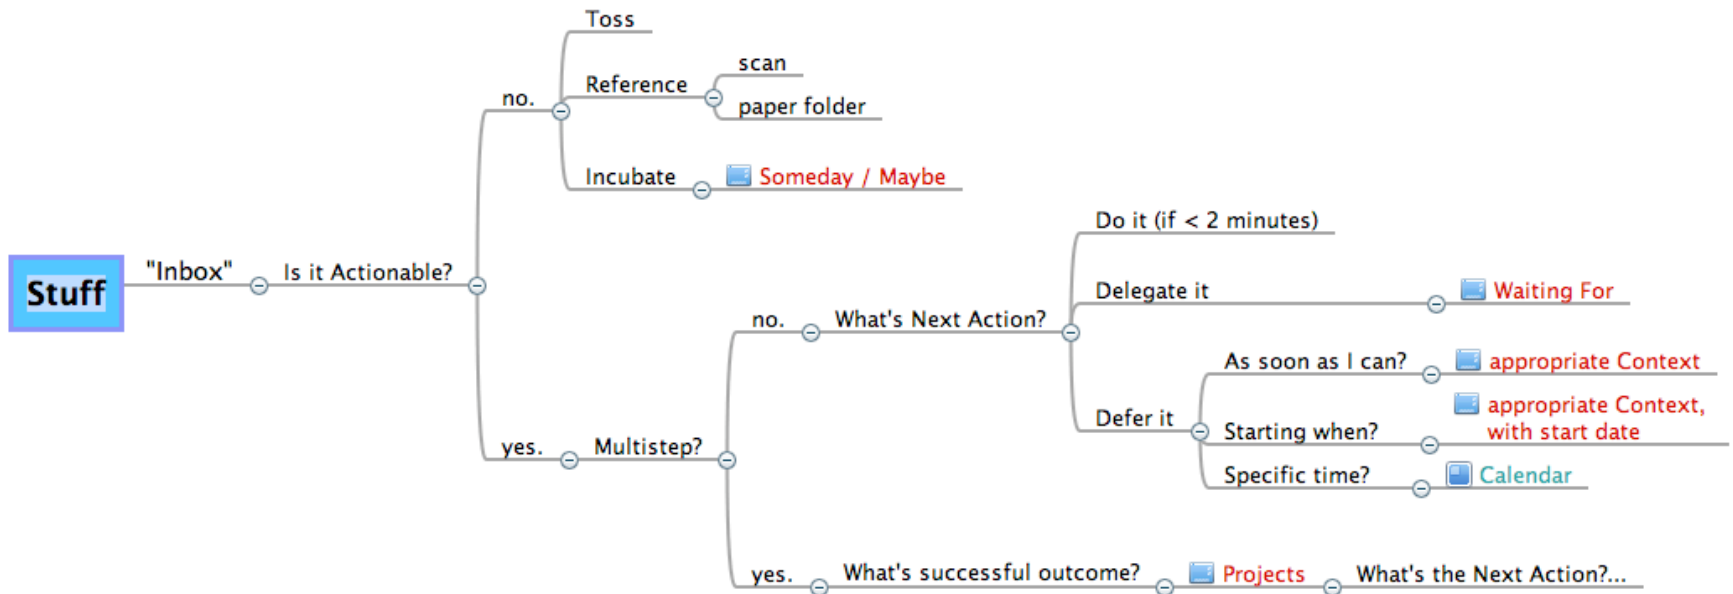 Toss
scan
Reference
paper folder
no.
Incubate
Someday / Maybe
Stuff
"Inbox"
Is it Actionable?
yes.
Multistep?
no.
What's Next Action?
Do it (if < 2 minutes)
Delegate it
Waiting For
Defer it
As soon as I can?
appropriate Context
Starting when?
appropriate Context,
with start date
Specific time?
Calendar
yes.
What's successful outcome?
Projects
What's the Next Action?...